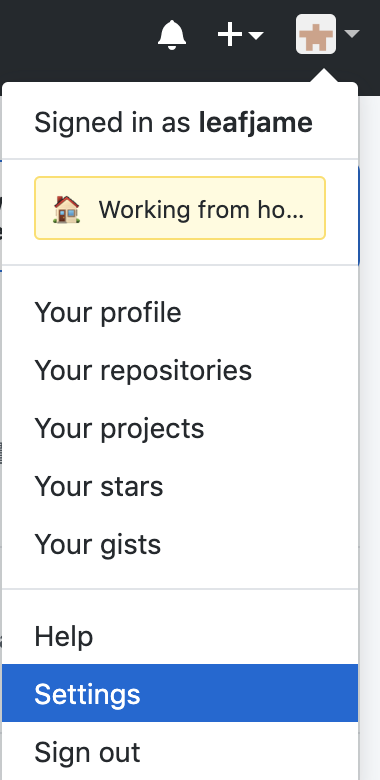 Signed in as leafjame
Working from ho...
Your profile
Your repositories
Your projects
Your stars
Your gists
Help
Settings
Sign out